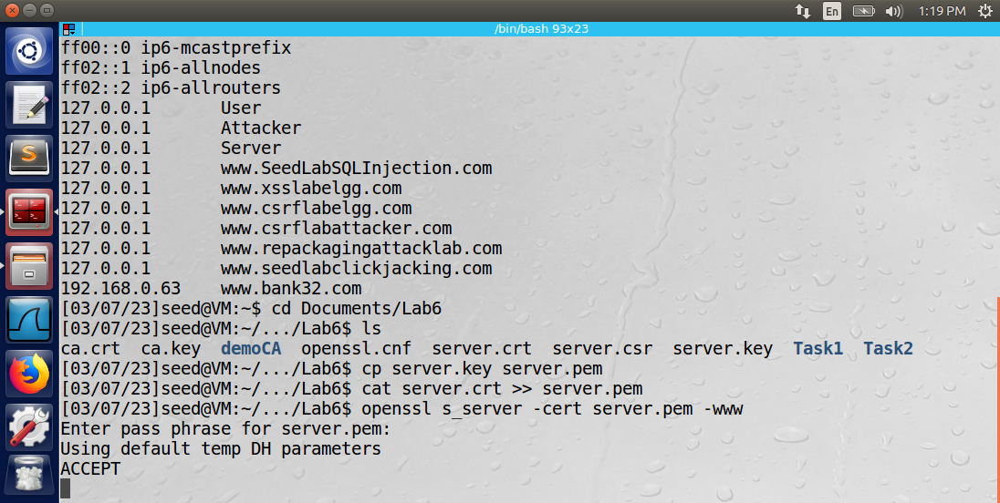 En 1:19 PM
/bin/bash 93x23
ff00::0 ip6-mcastprefix
ff02::1 ip6-allnodes
ff02::2 ip6-allrouters
127.0.0.1       User
127.0.0.1       Attacker
127.0.0.1       Server
127.0.0.1       www.SeedLabSQLInjection.com
127.0.0.1       www.xsslabelgg.com
127.0.0.1       www.csrflabelgg.com
127.0.0.1       www.csrflabattacker.com
127.0.0.1       www.repackagingattacklab.com
127.0.0.1       www.seedlabclickjacking.com
192.168.0.63    www.bank32.com
[03/07/23]seed@VM:~$ cd Documents/Lab6
[03/07/23]seed@VM:~/.../Lab6$ ls
ca.crt  ca.key  demoCA  openssl.cnf  server.crt  server.csr  server.key  Task1  Task2
[03/07/23]seed@VM:~/.../Lab6$ cp server.key server.pem
[03/07/23]seed@VM:~/.../Lab6$ cat server.crt >> server.pem
[03/07/23]seed@VM:~/.../Lab6$ openssl s_server -cert server.pem -www
Enter pass phrase for server.pem:
Using default temp DH parameters
ACCEPT